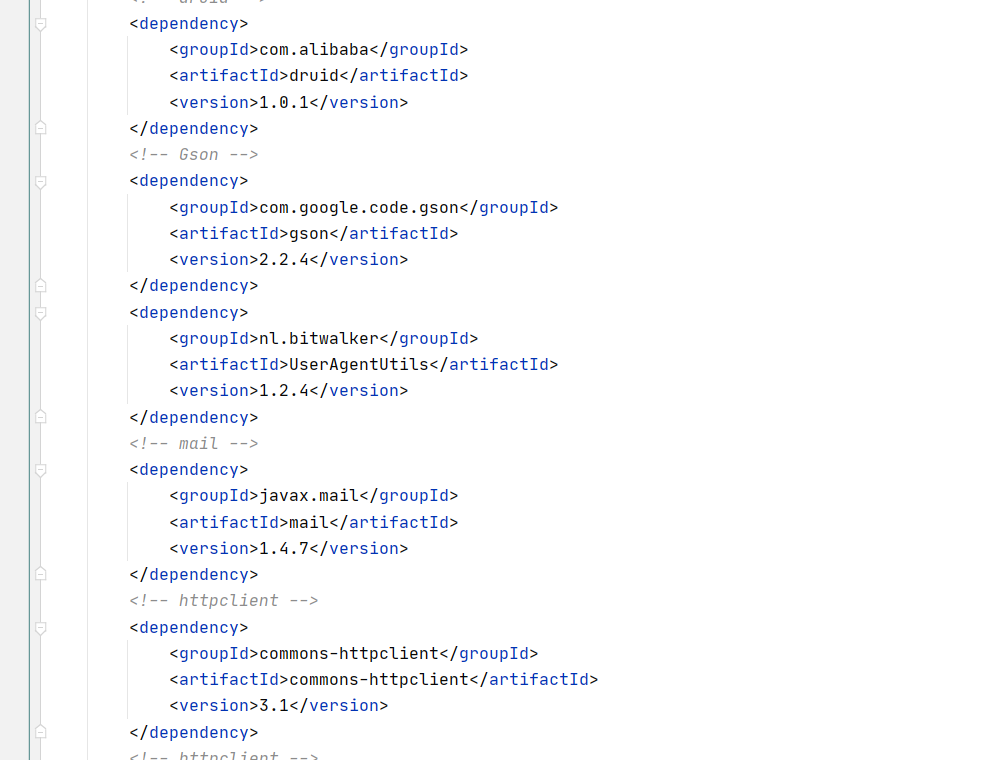 <!-- druid -->
<dependency>
<groupId>com.alibaba</groupId>
<artifactId>druid</artifactId>
<version>1.0.1</version>
</dependency>
<!-- Gson -->
<dependency>
<groupId>com.google.code.gson</groupId>
<artifactId>gson</artifactId>
<version>2.2.4</version>
</dependency>
<dependency>
<groupId>nl.bitwalker</groupId>
<artifactId>UserAgentUtils</artifactId>
<version>1.2.4</version>
</dependency>
<!-- mail -->
<dependency>
<groupId>javax.mail</groupId>
<artifactId>mail</artifactId>
<version>1.4.7</version>
</dependency>
<!-- httpclient -->
<dependency>
<groupId>commons-httpclient</groupId>
<artifactId>commons-httpclient</artifactId>
<version>3.1</version>
</dependency>
<!-- httpclient -->